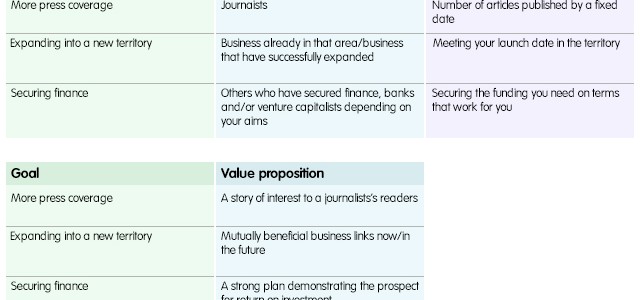 More press coverage
Journaists
Number of articles published by a fixed
date
Expanding into a new territory
Business already in that area/business
that have successfully expanded
Meeting your launch date in the territory
Securing finance
Others who have secured finance, banks
and/or venture capitalists depending on
your aims
Securing the funding you need on terms
that work for you
Goal
Value proposition
More press coverage
A story of interest to a journalists's readers
Expanding into a new territory
Mutually beneficial business links now/in
the future
Securing finance
A strong plan demonstrating the prospect
for return on investment